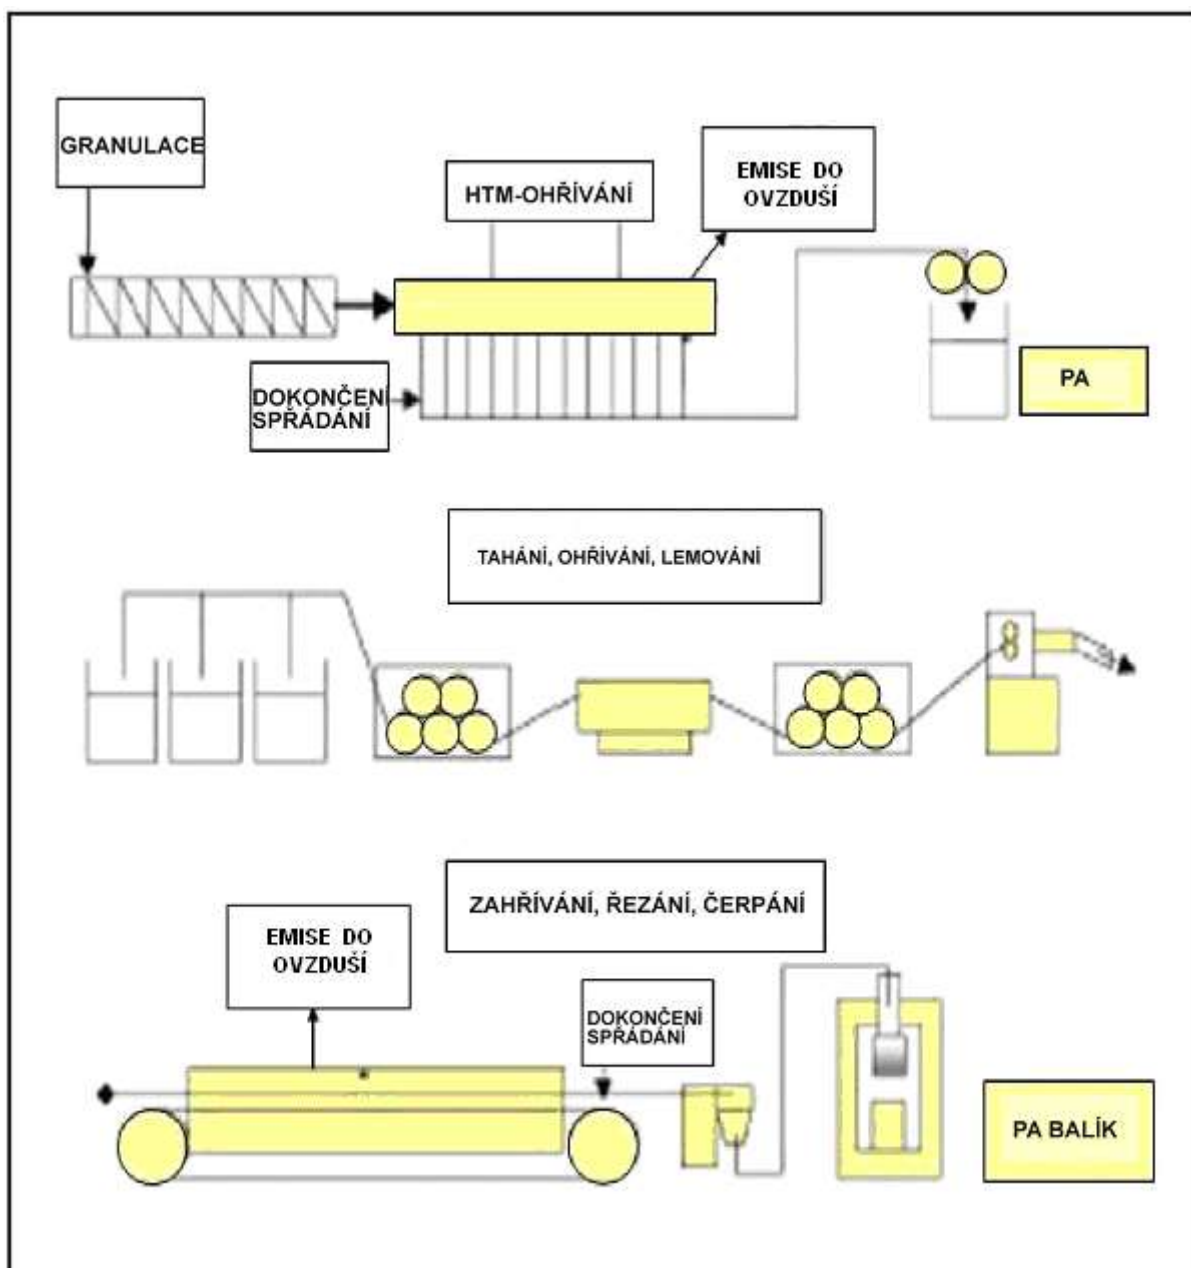 GRANULACE
HTM-OHŘÍVÁNÍ
EMISE DO
OVZDUŠÍ
DOKONČENÍ
SPŘÁDÁNÍ
PA
TAHÁNÍ, OHŘÍVÁNÍ, LEMOVÁNÍ
ZAHŘÍVÁNÍ, ŘEZÁNÍ, ČERPÁNÍ
EMISE DO
OVZDUŠÍ
DOKONČENÍ
SPŘÁDÁNÍ
PA BALÍK